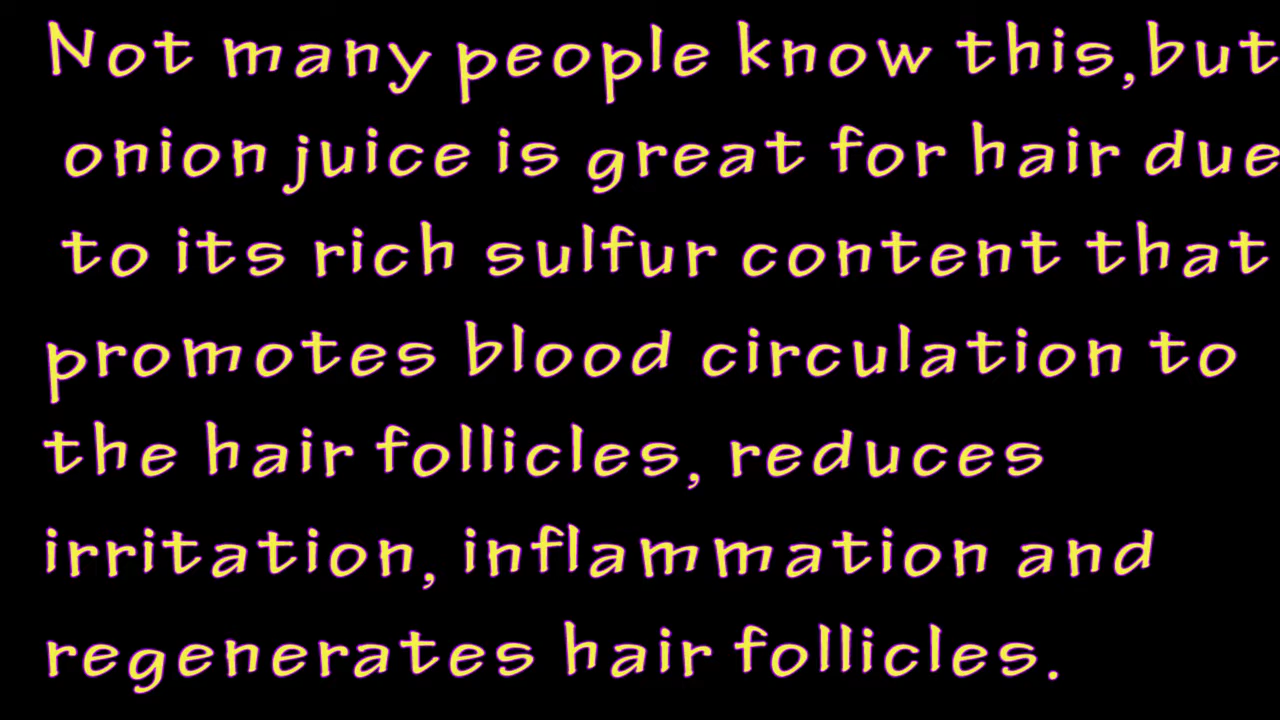 Not many people know this,but
onion juice is great for hair due
to its rich sulfur content that
promotes blood circulation to
the hair follicles, reduces
irritation, inflammation and
regenerates hair follicles.